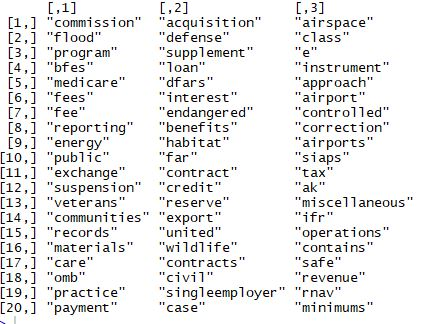 [,1] [,2] [,3]
[1,] "commission" "acquisition" "airspace"
[2,] "flood" "defense" "class"
[3,] "program" "supplement" "e"
[4,] "bfes" "loan" "instrument"
[5,] "medicare" "dfars" "approach"
[6,] "fees" "interest" "airport"
[7,] "fee" "endangered" "controlled"
[8,] "reporting" "benefits" "correction"
[9,] "energy" "habitat" "airports"
[10,] "public" "far" "siaps"
[11,] "exchange" "contract" "tax"
[12,] "suspension" "credit" "ak"
[13,] "veterans" "reserve" "miscellaneous"
[14,] "communities" "export" "ifr"
[15,] "records" "united" "operations"
[16,] "materials" "wildlife" "contains"
[17,] "care" "contracts" "safe"
[18,] "omb" "civil" "revenue"
[19,] "practice" "singleemployer" "rnav"
[20,] "payment" "case" "minimums"
>